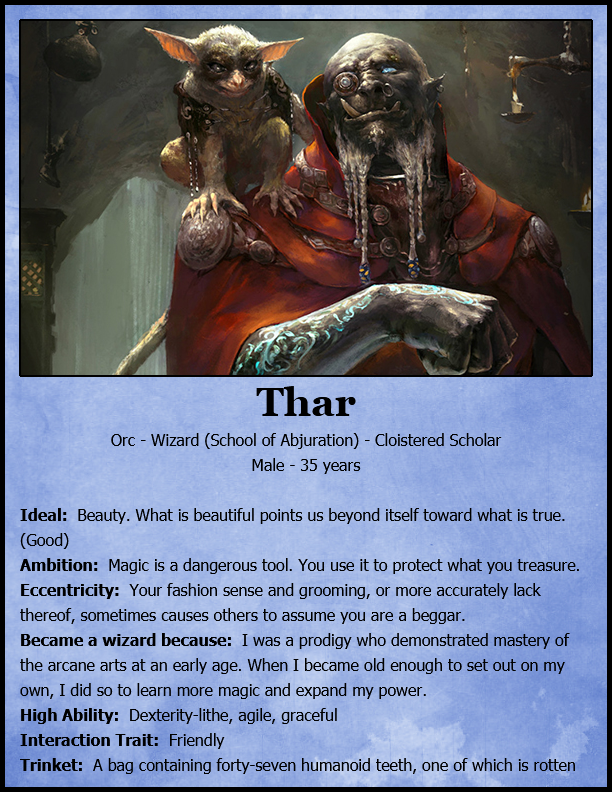 Thar
Orc - Wizard (School of Abjuration) - Cloistered Scholar
Male - 35 years
Ideal: Beauty. What is beautiful points us beyond itself toward what is true.
(Good)
Ambition: Magic is a dangerous tool. You use it to protect what you treasure.
Eccentricity: Your fashion sense and grooming, or more accurately lack
thereof, sometimes causes others to assume you are a beggar.
Became a wizard because: I was a prodigy who demonstrated mastery of
the arcane arts at an early age. When I became old enough to set out on my
own, I did so to learn more magic and expand my power.
High Ability: Dexterity-lithe, agile, graceful
Interaction Trait: Friendly
Trinket: A bag containing forty-seven humanoid teeth, one of which is rotten